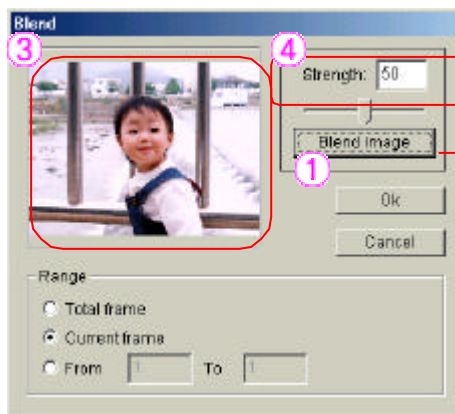 Blend
3
4
Strength: 50
Blend image
1
Ok
Cancel
Range
Total frame
Current frame
From 1 To 1